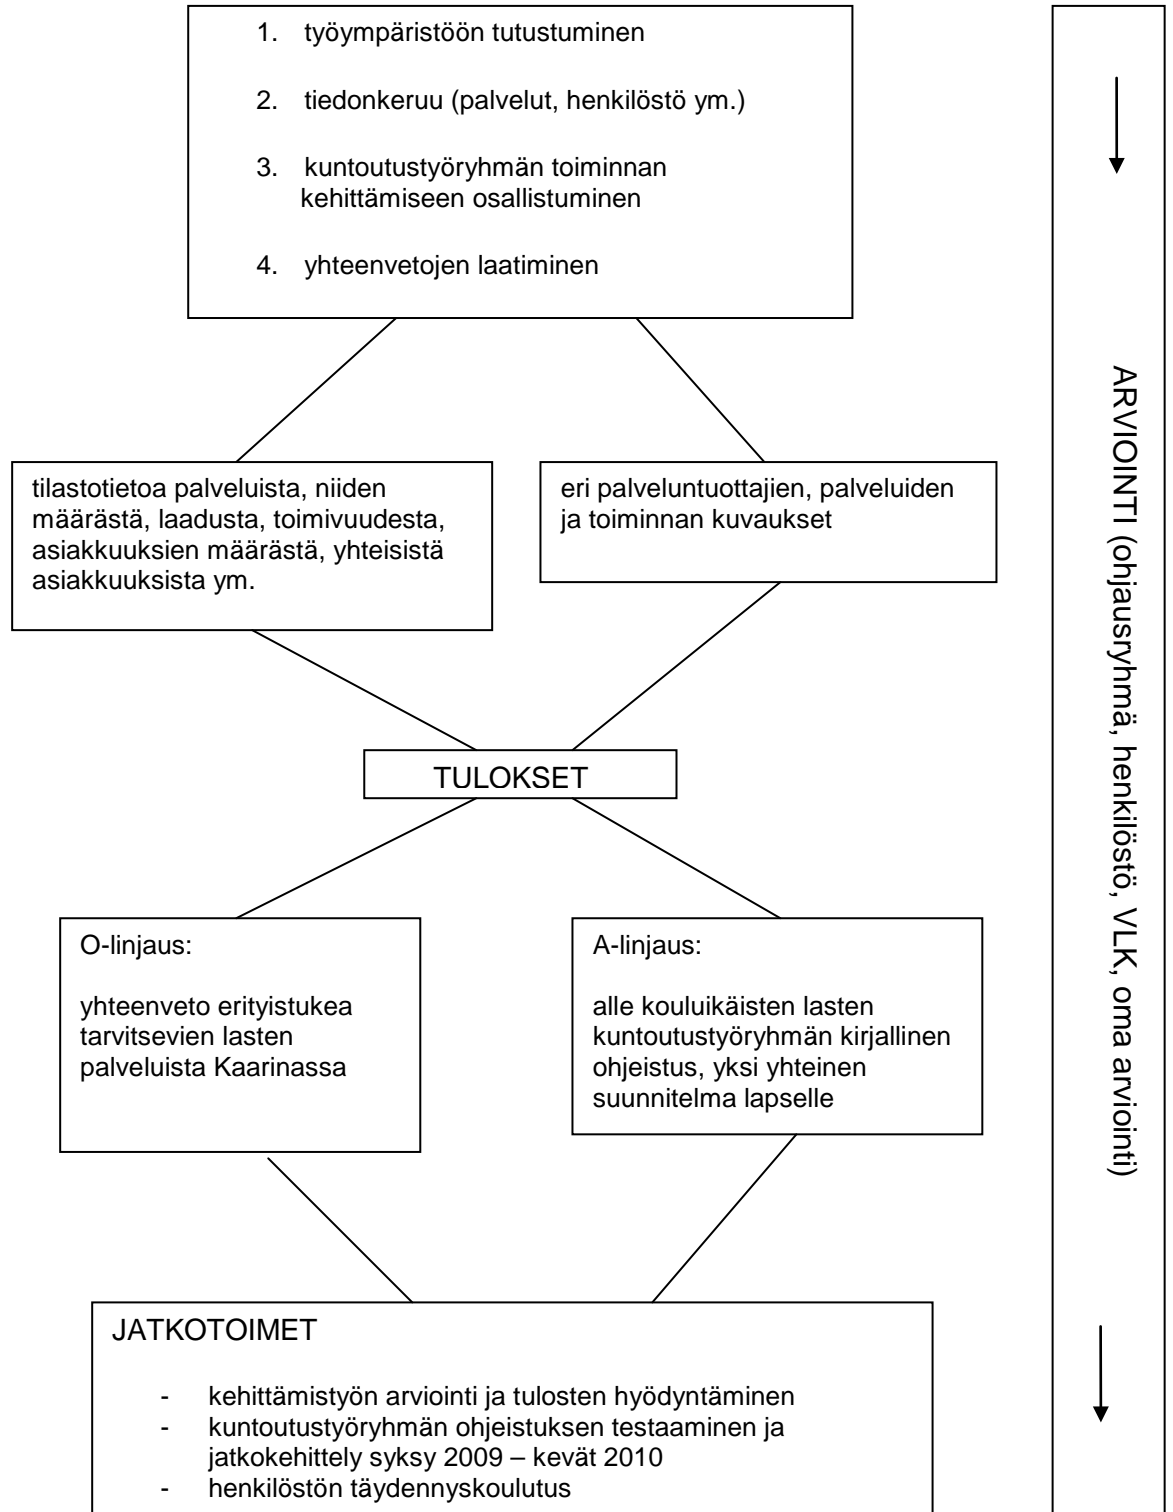 1. työympäristöön tutustuminen
2. tiedonkeruu (palvelut, henkilöstö ym.)
3. kuntoutustyöryhmän toiminnan
kehittämiseen osallistuminen
4. yhteenvetojen laatiminen
tilastotietoa palveluista, niiden
määrästä, laadusta, toimivuudesta,
asiakkuuksien määrästä, yhteisistä
asiakkuuksista ym.
eri palveluntuottajien, palveluiden
ja toiminnan kuvaukset
TULOKSET
O-linjaus:
yhteenveto erityistukea
tarvitsevien lasten
palveluista Kaarinassa
A-linjaus:
alle kouluikäisten lasten
kuntoutustyöryhmän kirjallinen
ohjeistus, yksi yhteinen
suunnitelma lapselle
JATKOTOIMET
- kehittämistyön arviointi ja tulosten hyödyntäminen
- kuntoutustyöryhmän ohjeistuksen testaaminen ja
jatkokehittely syksy 2009 – kevät 2010
- henkilöstön täydennyskoulutus
ARVIOINTI (ohjausryhmä, henkilöstö, VLK, oma arviointi)